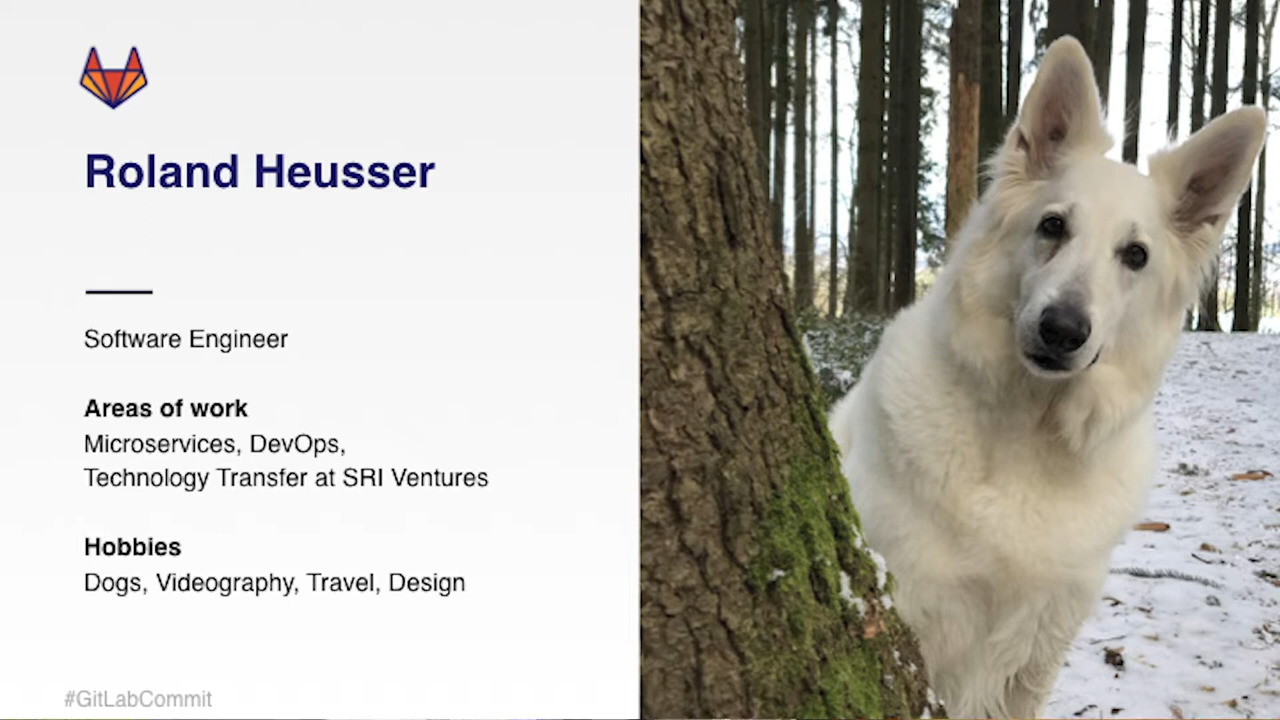 Roland Heusser
Software Engineer
Areas of work
Microservices, DevOps,
Technology Transfer at SRI Ventures
Hobbies
Dogs, Videography, Travel, Design
#GitLabCommit